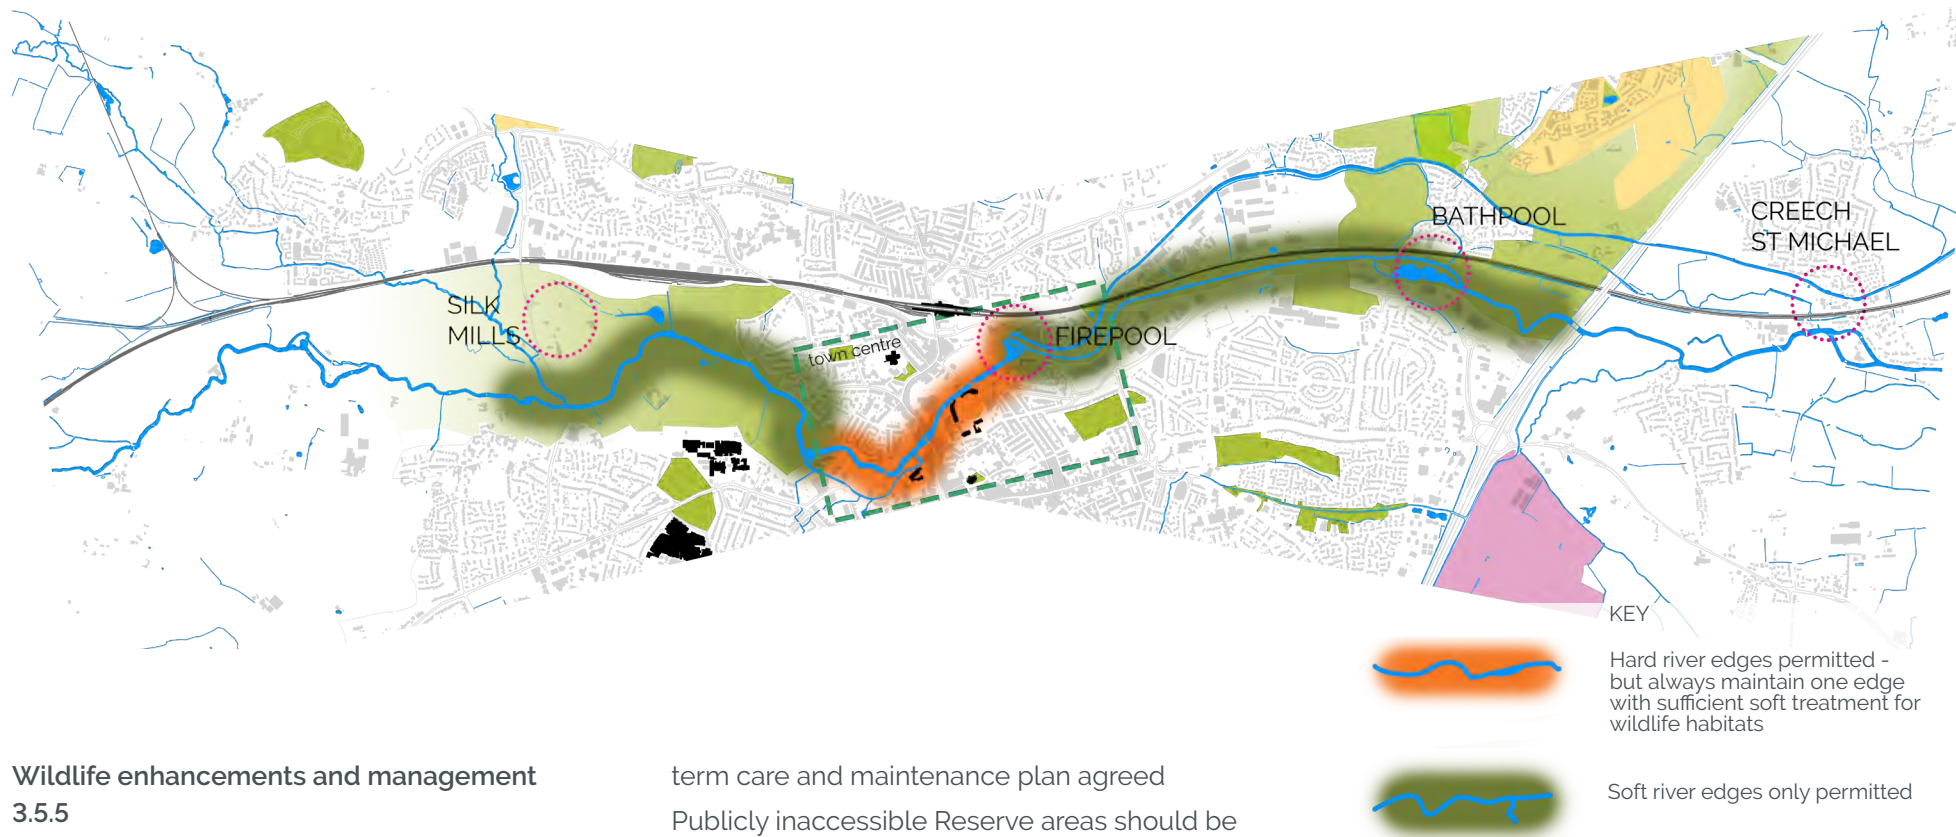 BATHPOOL
CREECH
ST MICHAEL
SILK
MILLS
town centre
FIREPOOL
KEY
Hard river edges permitted -
but always maintain one edge
with sufficient soft treatment for
wildlife habitats
Soft river edges only permitted
Wildlife enhancements and management
3.5.5
term care and maintenance plan agreed
Publicly inaccessible Reserve areas should be